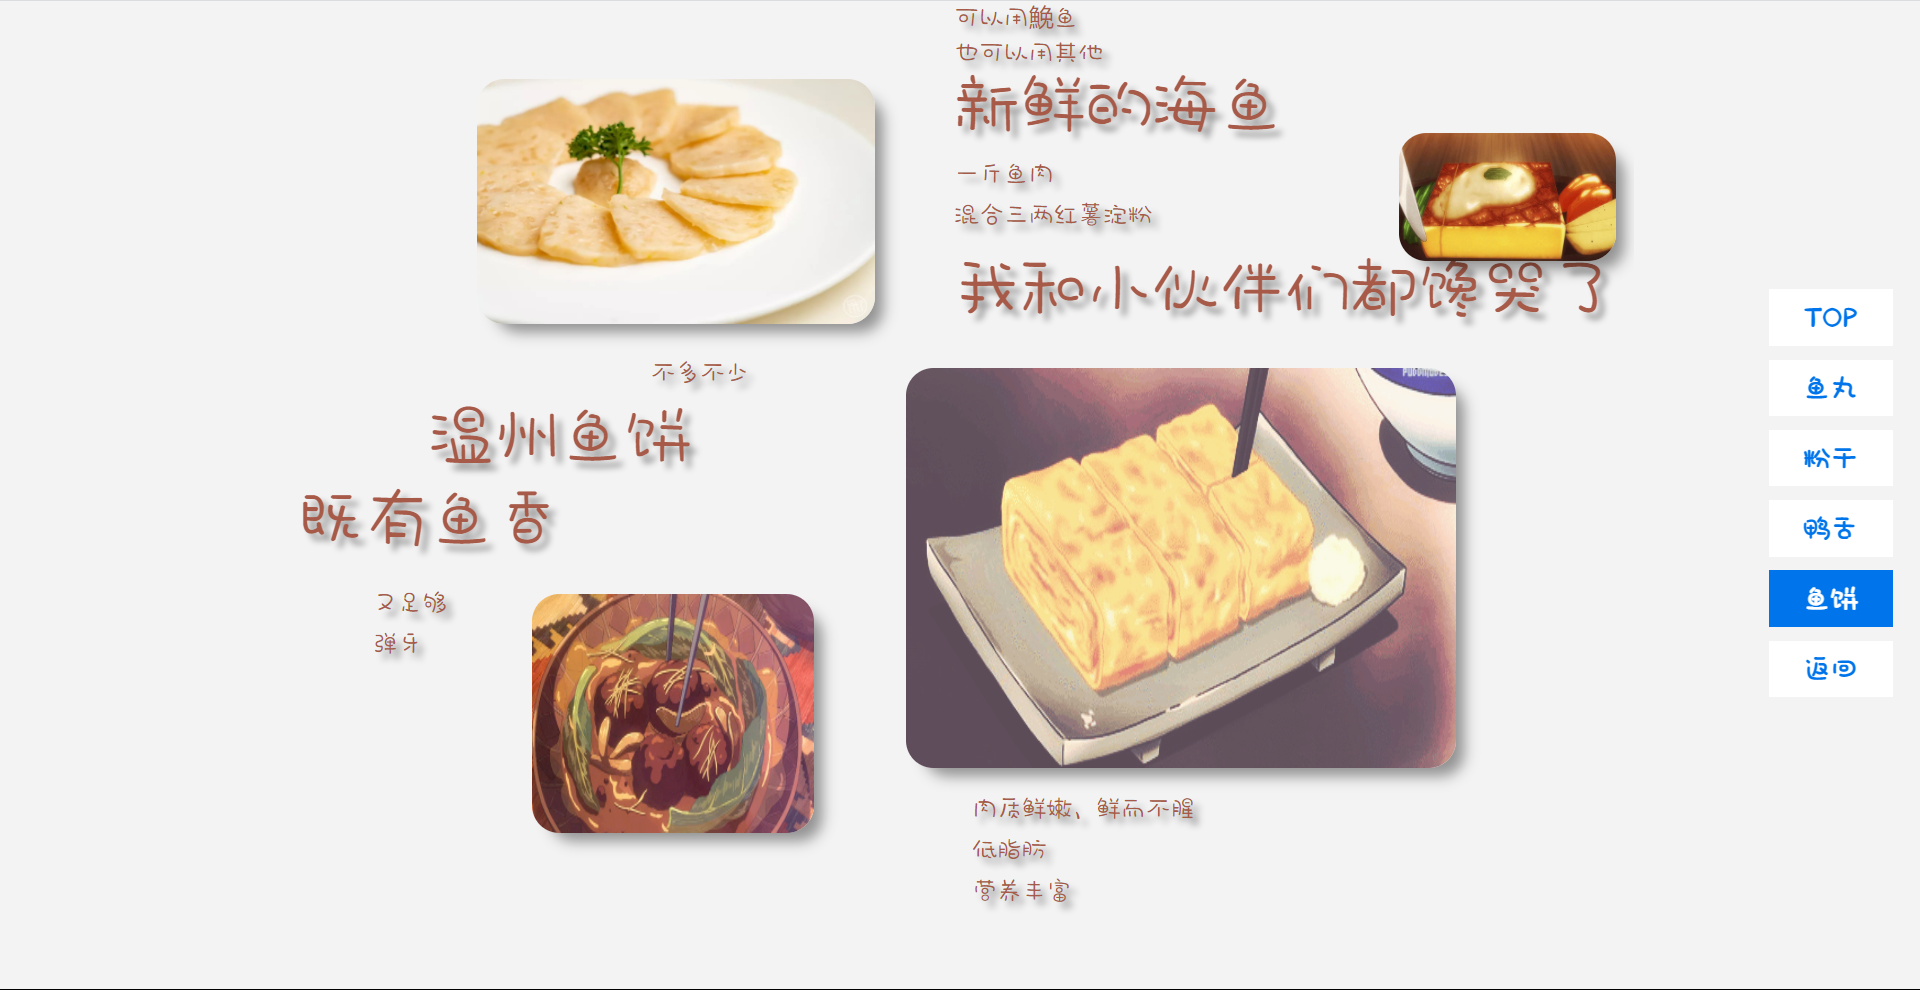 可以用鮸鱼
也可以用其他
新鲜的海鱼
一斤鱼肉
混合三两红薯淀粉
我和小伙伴们都馋哭了
不多不少
温州鱼饼
既有鱼香
又足够
弹牙
肉质鲜嫩、鲜而不腥
低脂肪
营养丰富
TOP
鱼丸
粉干
鸭舌
鱼饼
返回